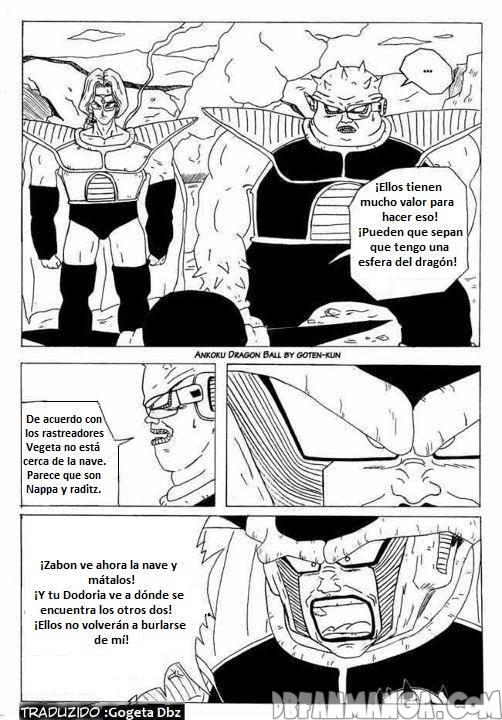 ...
¡Ellos tienen
mucho valor para
hacer eso!
¡Pueden que sepan
que tengo una
esfera del dragón!
ANKOKU DRAGON BALL BY GOTEN-KUN
De acuerdo con
los rastreadores
Vegeta no está
cerca de la nave.
Parece que son
Nappa y raditz.
¡Zabon ve ahora la nave y
mátalos!
¡Y tu Dodoria ve a dónde se
encuentra los otros dos!
¡Ellos no volverán a burlarse
de mí!
TRADUZIDO :Gogeta Dbz
DBFANMANGA.COM